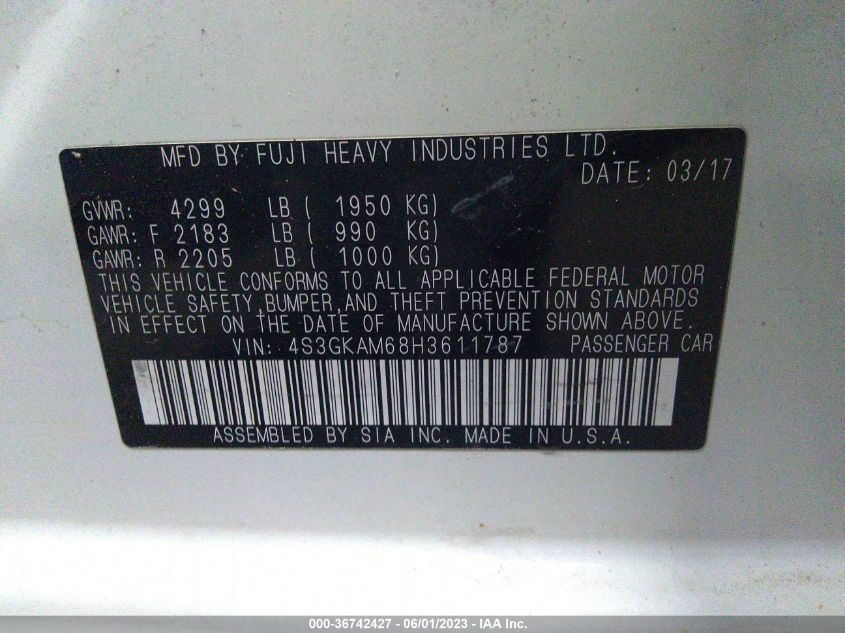 MFD BY FUJI HEAVY INDUSTRIES LTD.
DATE: 03/17
GVWR: 4299 LB ( 1950 KG)
GAWR: F 2183 LB ( 990 KG)
GAWR: R 2205 LB ( 1000 KG)
THIS VEHICLE CONFORMS TO ALL APPLICABLE FEDERAL MOTOR
VEHICLE SAFETY,BUMPER,AND THEFT PREVENTION STANDARDS
IN EFFECT ON THE DATE OF MANUFACTURE SHOWN ABOVE.
VIN: 4S3GKAM68H3611787 PASSENGER CAR
ASSEMBLED BY SIA INC. MADE IN U.S.A.
000-36742427 - 06/01/2023 - IAA Inc.